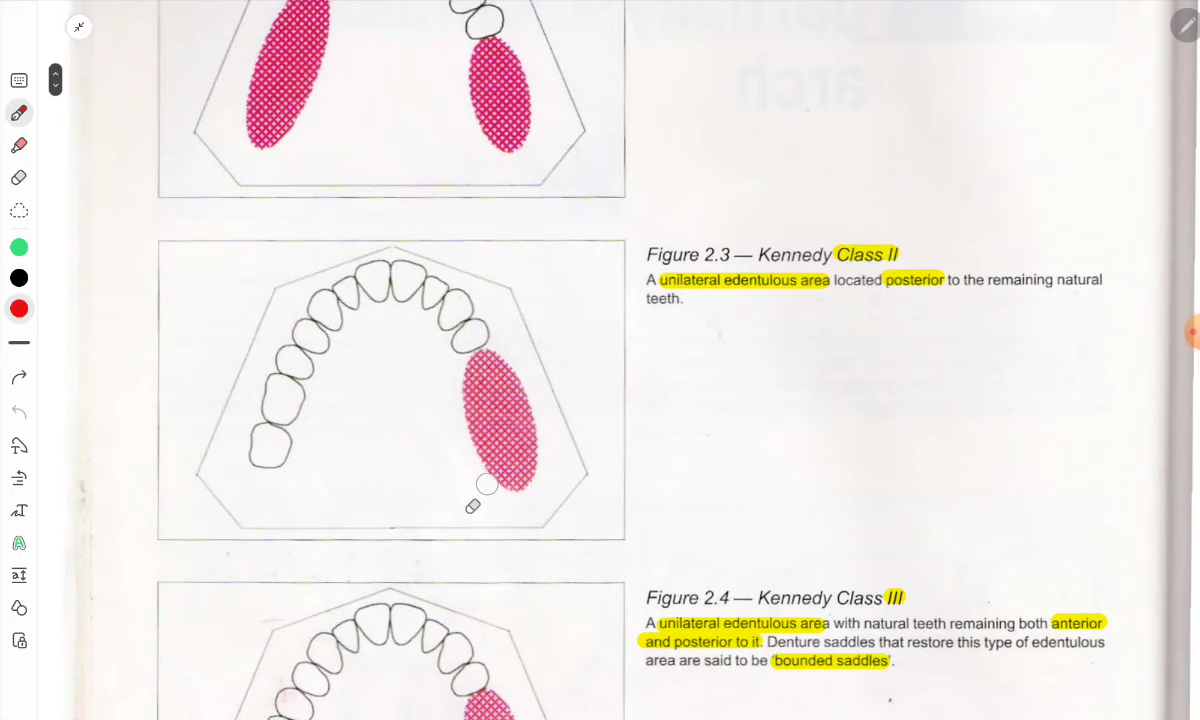 arch
Figure 2.3 — Kennedy Class II
A unilateral edentulous area located posterior to the remaining natural
teeth.
Figure 2.4 — Kennedy Class III
A unilateral edentulous area with natural teeth remaining both anterior
and posterior to it. Denture saddles that restore this type of edentulous
area are said to be 'bounded saddles'.